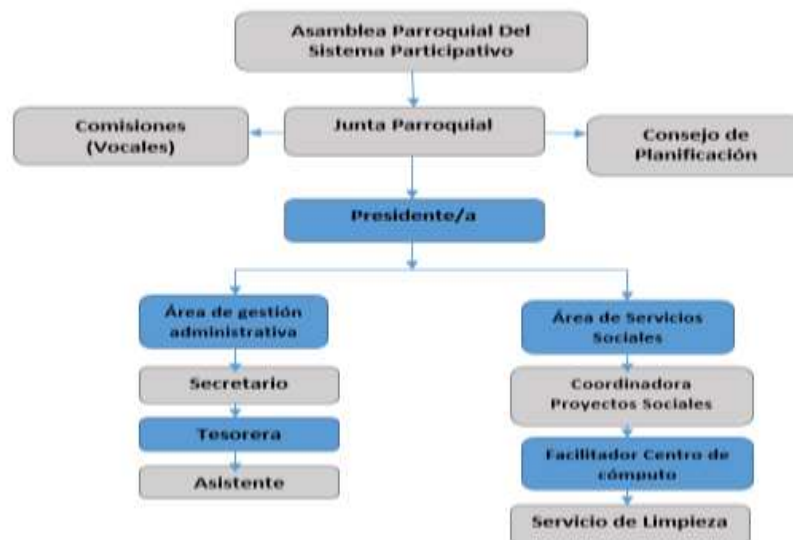 Asamblea Parroquial Del
Sistema Participativo
Comisiones
(Vocales)
Junta Parroquial
Consejo de
Planificación
Presidente/a
Área de gestión
administrativa
Área de Servicios
Sociales
Secretario
Coordinadora
Proyectos Sociales
Tesorera
Facilitador Centro de
cómputo
Asistente
Servicio de Limpieza